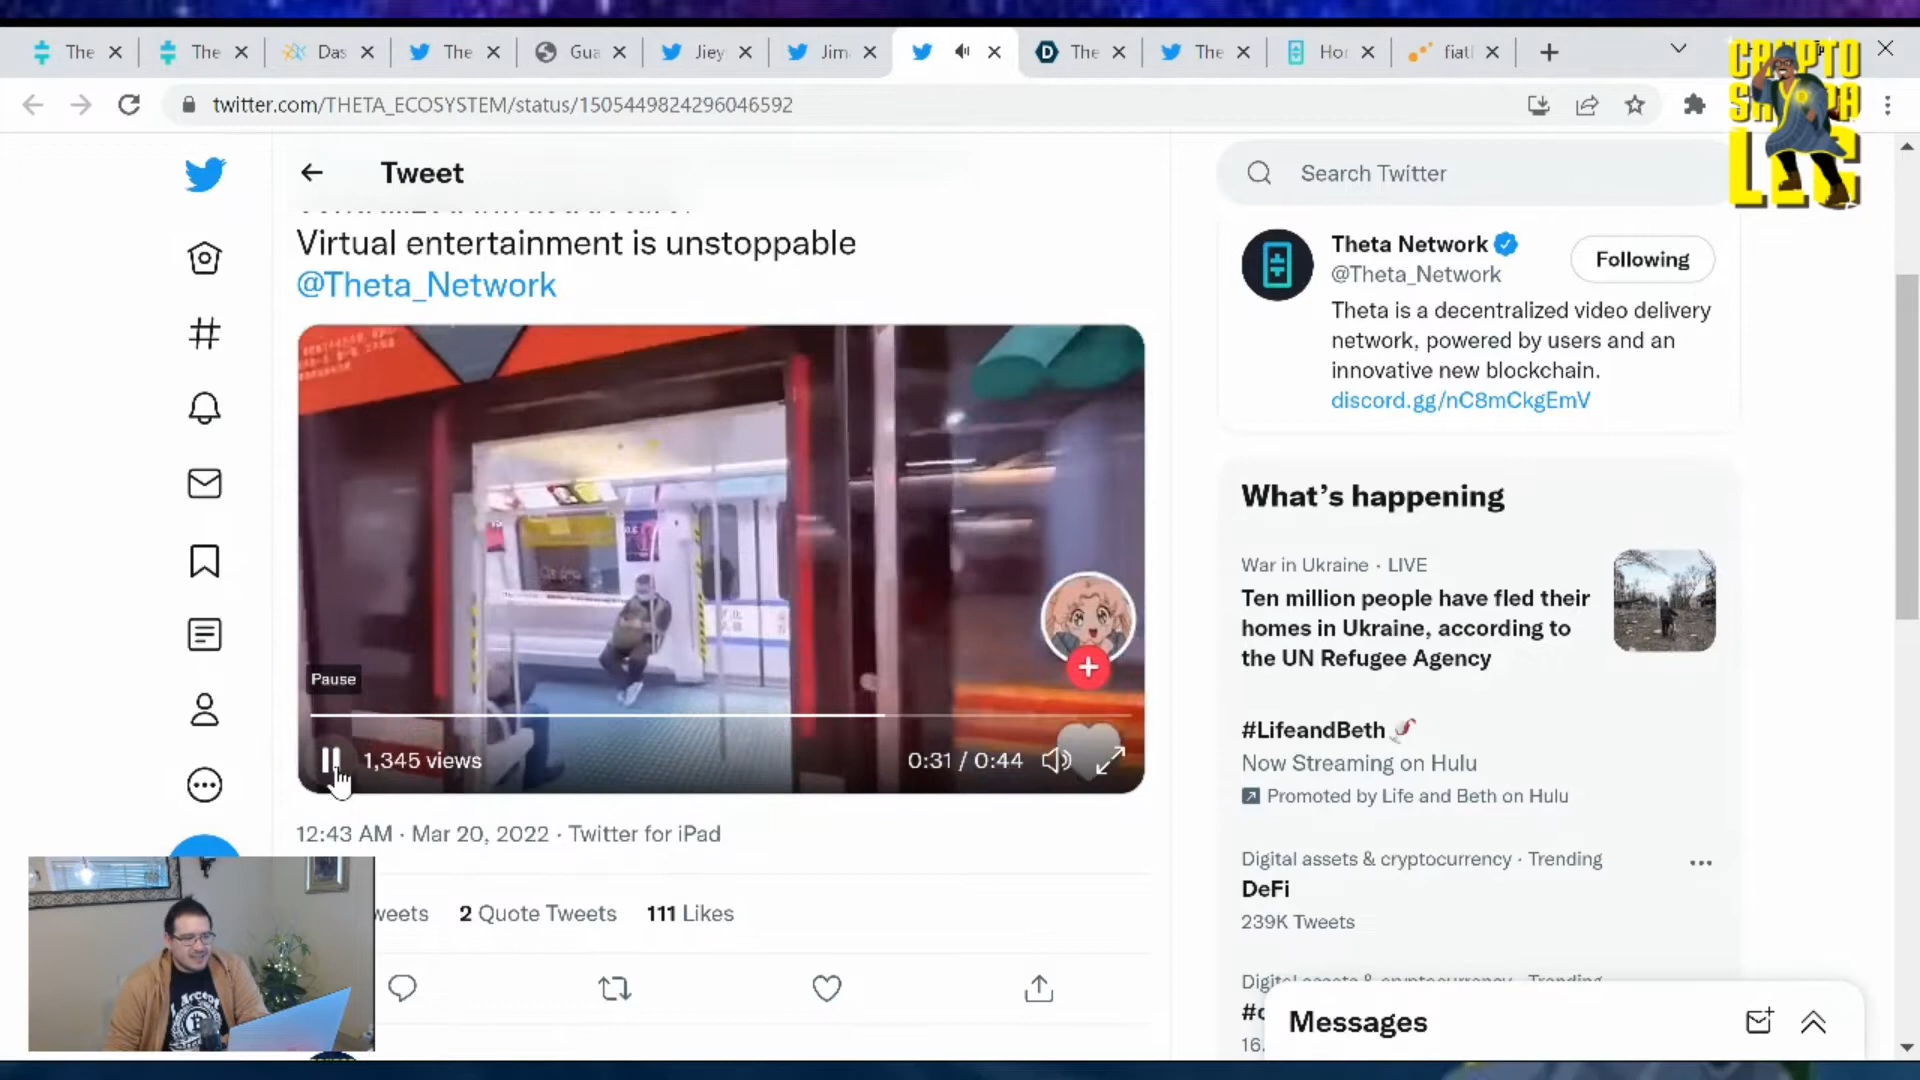 The
The
Das
The
Gua
Jiey
Jim
The
The
Hor
fiatl
CRYPTO
LEG
twitter.com/THETA_ECOSYSTEM/status/1505449824296046592
Tweet
Search Twitter
Virtual entertainment is unstoppable
@Theta_Network
Theta Network
@Theta_Network
Following
Theta is a decentralized video delivery
network, powered by users and an
innovative new blockchain.
discord.gg/nC8mCkgEmV
What's happening
War in Ukraine · LIVE
Ten million people have fled their
homes in Ukraine, according to
the UN Refugee Agency
Pause
1,345 views
0:31 / 0:44
#LifeandBeth
Now Streaming on Hulu
Promoted by Life and Beth on Hulu
12:43 AM · Mar 20, 2022 · Twitter for iPad
Digital assets & cryptocurrency · Trending
DeFi
239K Tweets
weets
2 Quote Tweets
111 Likes
Messages
16.